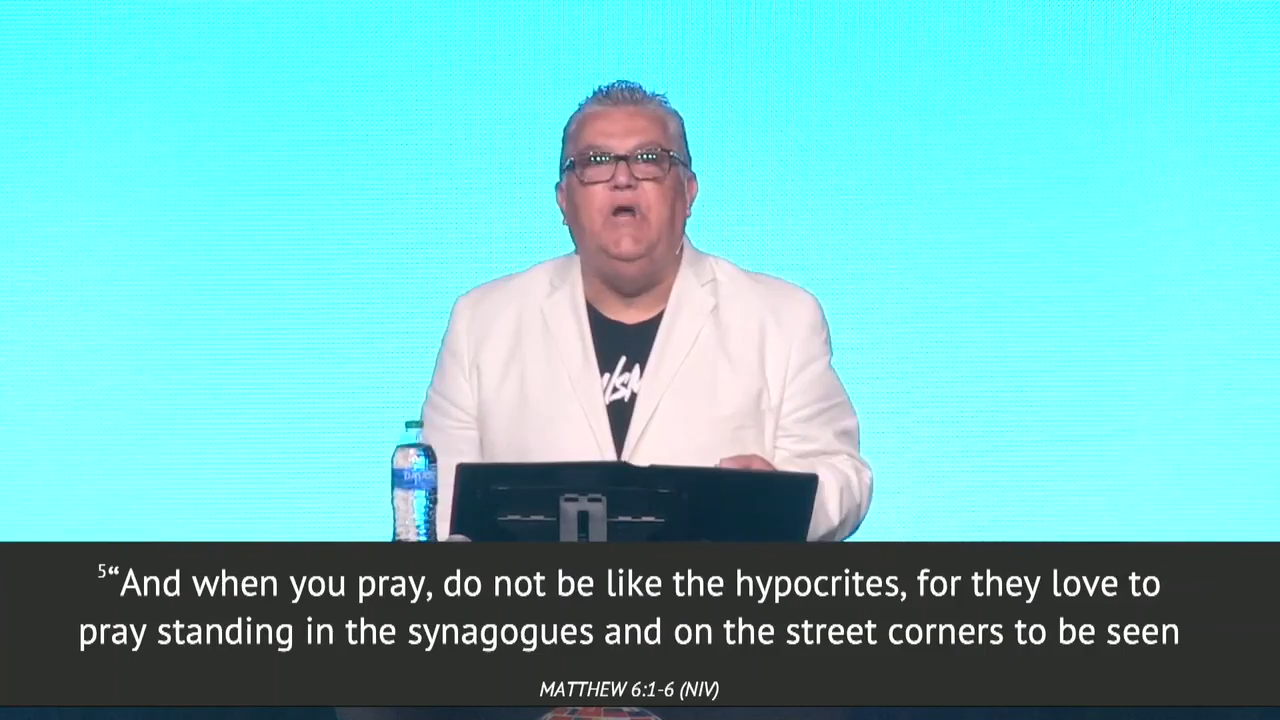 5“And when you pray, do not be like the hypocrites, for they love to
pray standing in the synagogues and on the street corners to be seen
MATTHEW 6:1-6 (NIV)